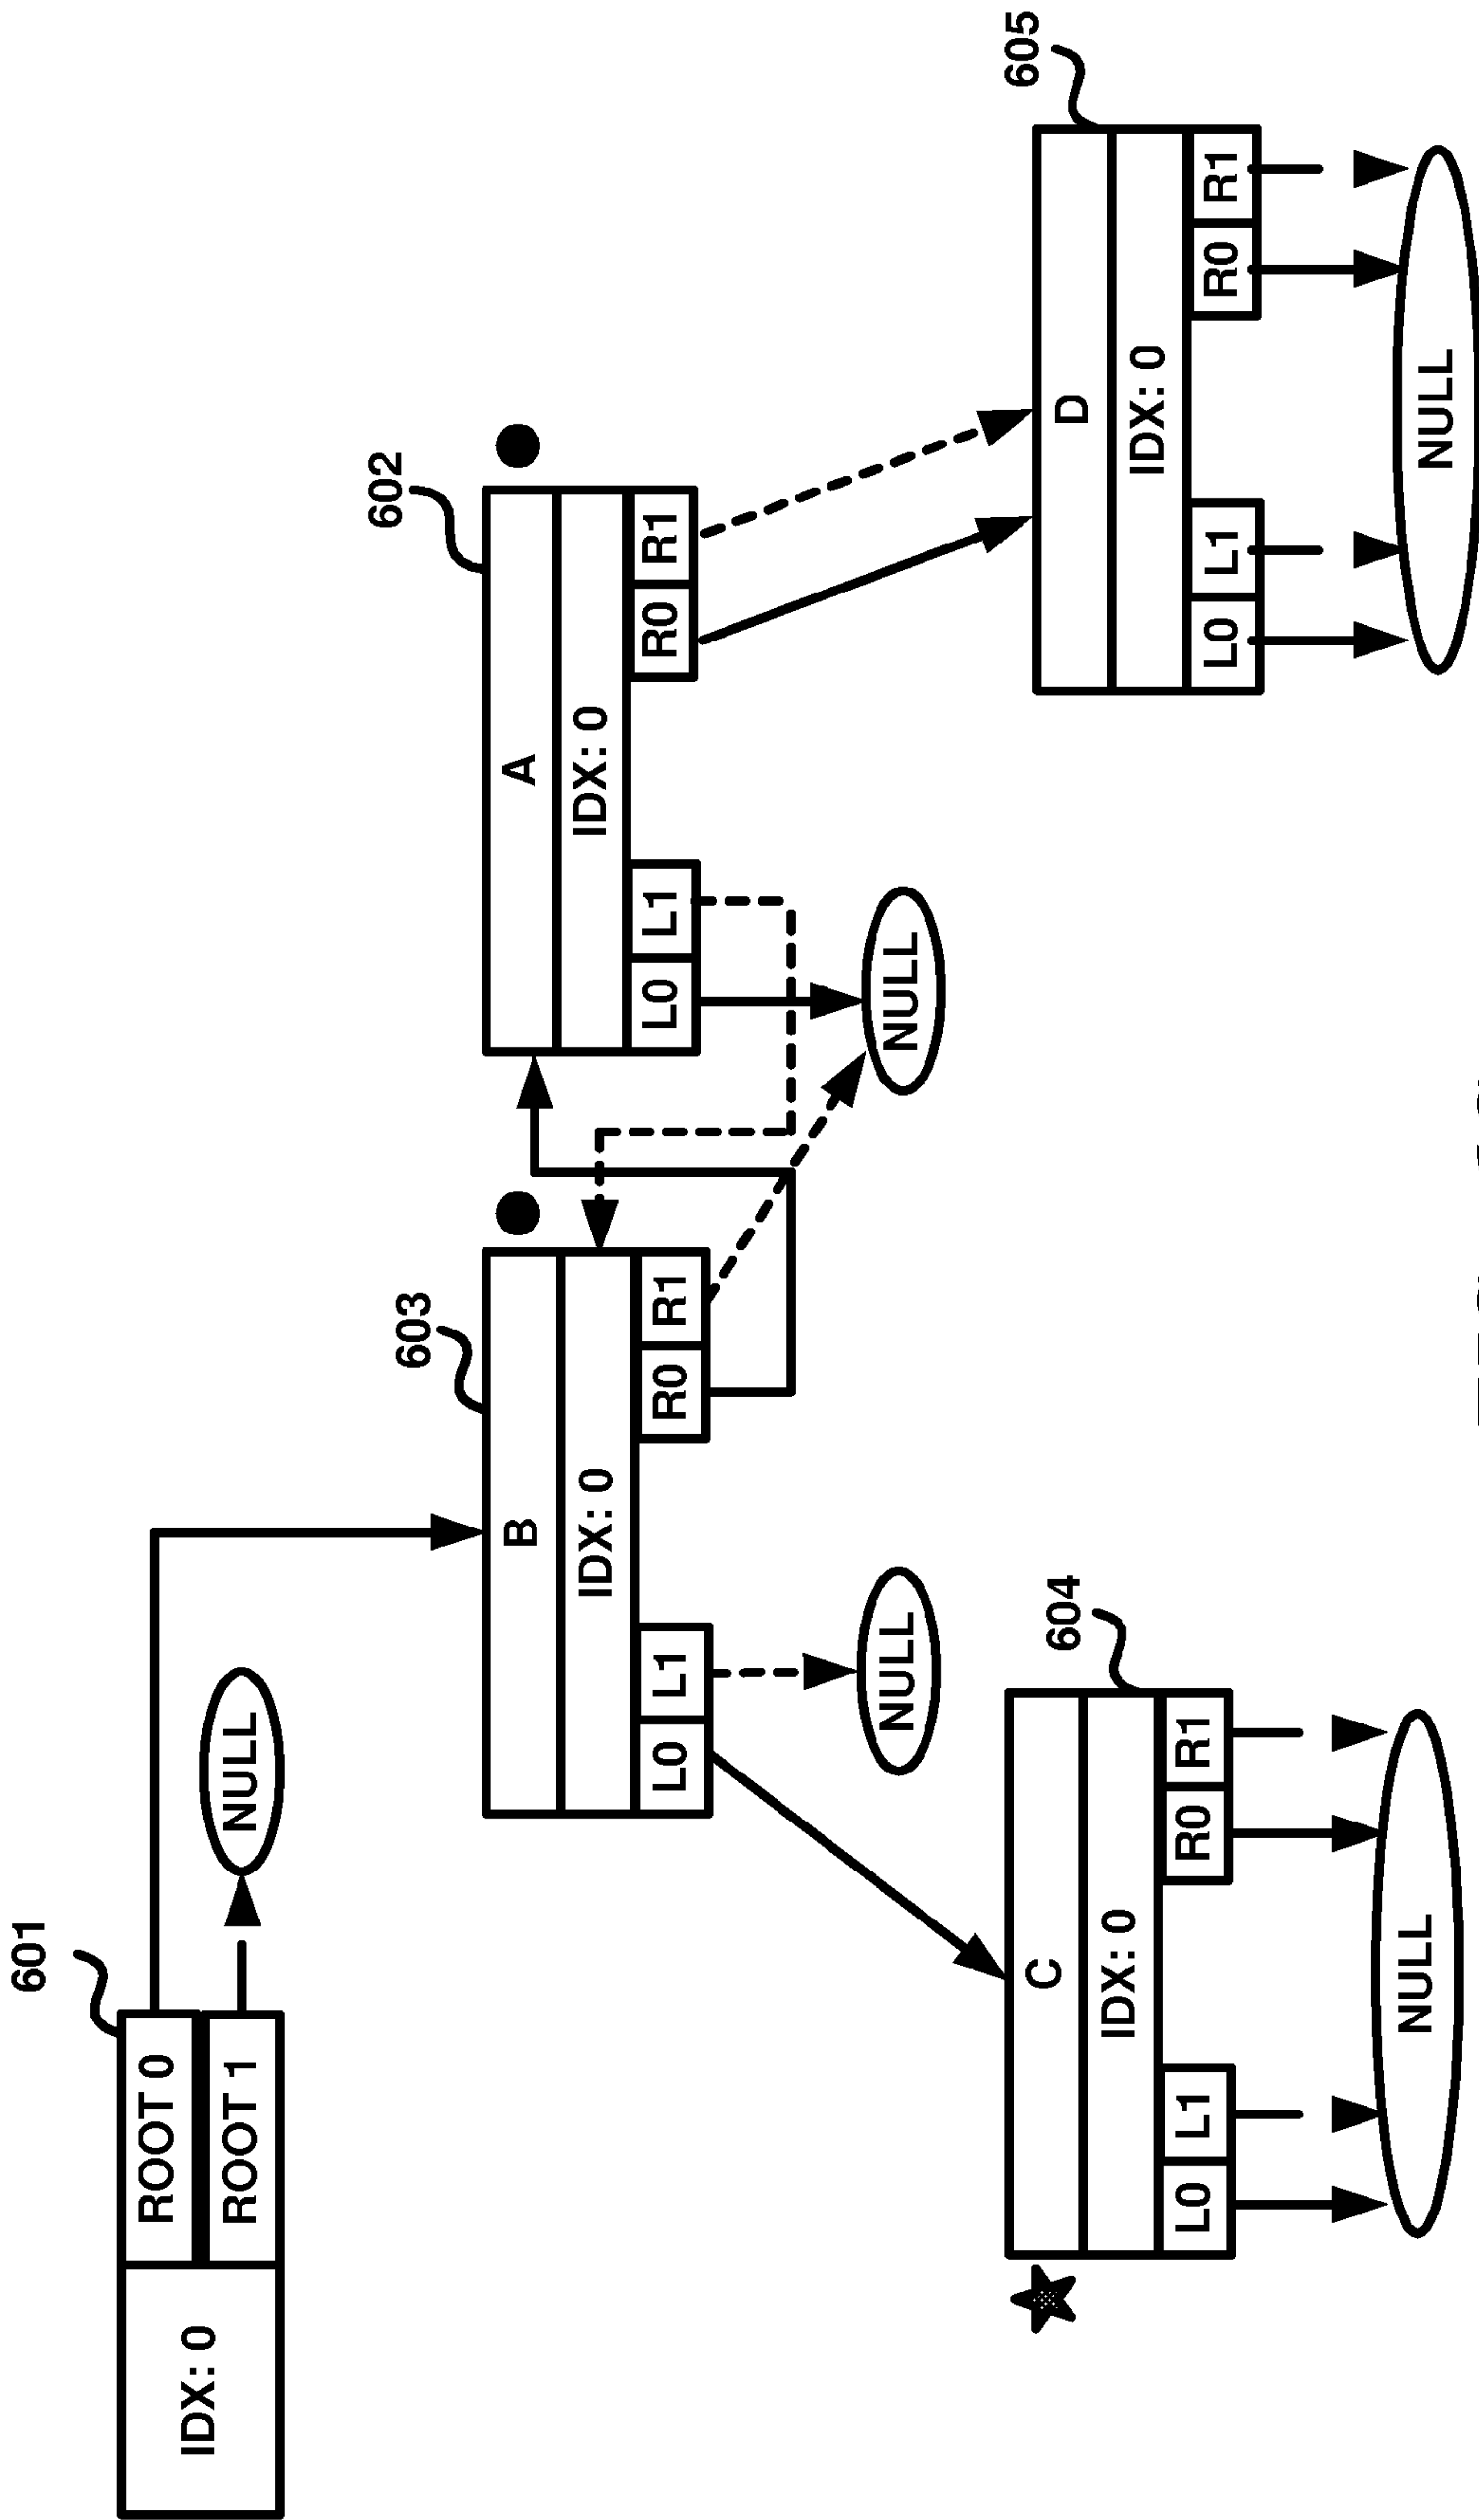 601
IDX: 0
ROOT 0
ROOT 1
NULL
603
B
IDX: 0
L0 L1 R0 R1
602
A
IDX: 0
L0 L1 R0 R1
NULL
NULL
604
C
IDX: 0
L0 L1 R0 R1
NULL
605
D
IDX: 0
L0 L1 R0 R1
NULL